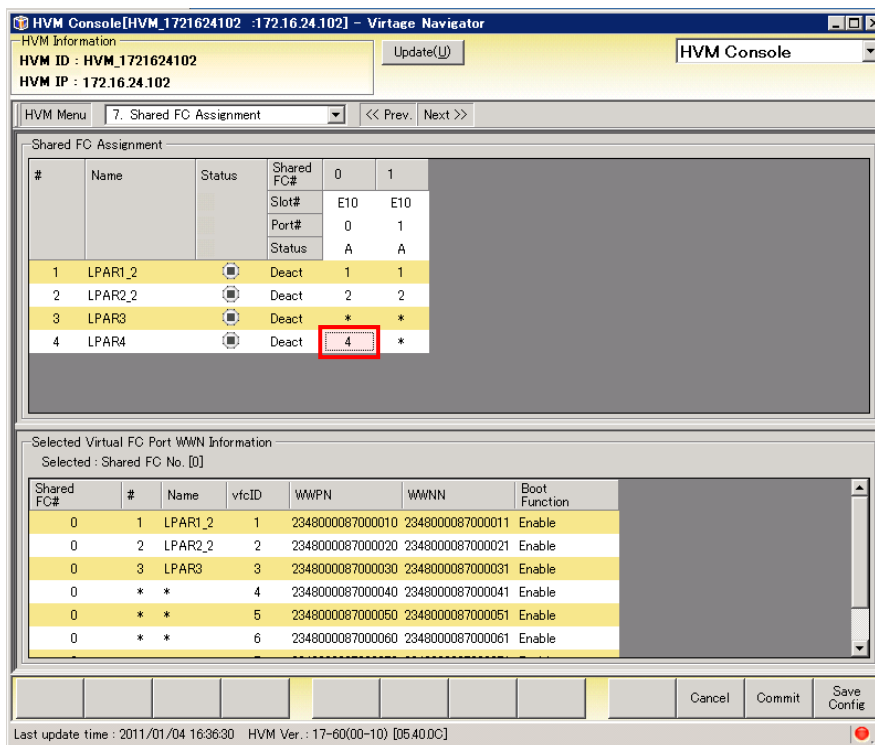 HVM Console[HVM_1721624102 :172.16.24.102] - Virtage Navigator
HVM Information
HVM ID : HVM_1721624102
HVM IP : 172.16.24.102
Update(U)
HVM Console
HVM Menu 7. Shared FC Assignment << Prev. Next >>
Shared FC Assignment
# Name Status Shared FC# 0 1
Slot# E10 E10
Port# 0 1
Status A A
1 LPAR1_2 Deact 1 1
2 LPAR2_2 Deact 2 2
3 LPAR3 Deact * *
4 LPAR4 Deact 4 *
Selected Virtual FC Port WWN Information
Selected : Shared FC No. [0]
Shared FC# # Name vfcID WWPN WWNN Boot Function
0 1 LPAR1_2 1 2348000087000010 2348000087000011 Enable
0 2 LPAR2_2 2 2348000087000020 2348000087000021 Enable
0 3 LPAR3 3 2348000087000030 2348000087000031 Enable
0 * * 4 2348000087000040 2348000087000041 Enable
0 * * 5 2348000087000050 2348000087000051 Enable
0 * * 6 2348000087000060 2348000087000061 Enable
Cancel Commit Save Config
Last update time : 2011/01/04 16:36:30 HVM Ver. : 17-60(00-10) [05.40.0C]